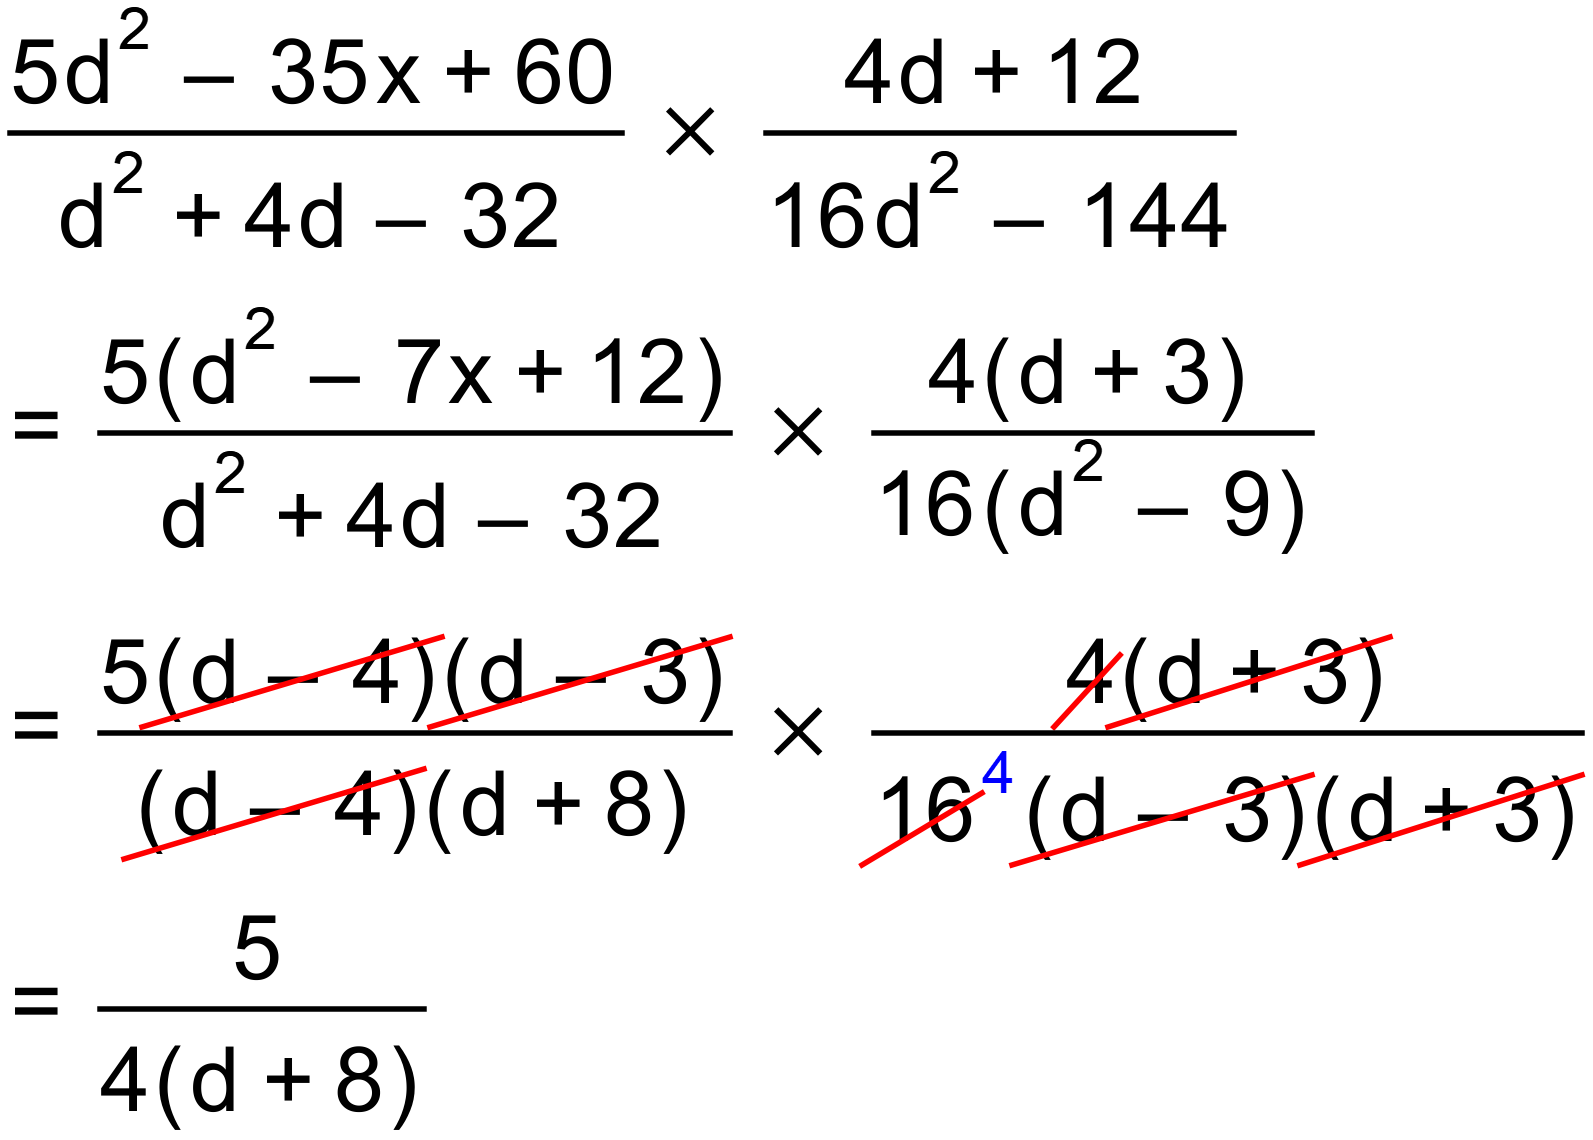 5d² – 35x + 60 / d² + 4d – 32 × 4d + 12 / 16d² – 144
= 5(d² – 7x + 12) / d² + 4d – 32 × 4(d + 3) / 16(d² – 9)
= 5(d – 4)(d – 3) / (d – 4)(d + 8) × 4(d + 3) / 16 4 (d – 3)(d + 3)
= 5 / 4(d + 8)